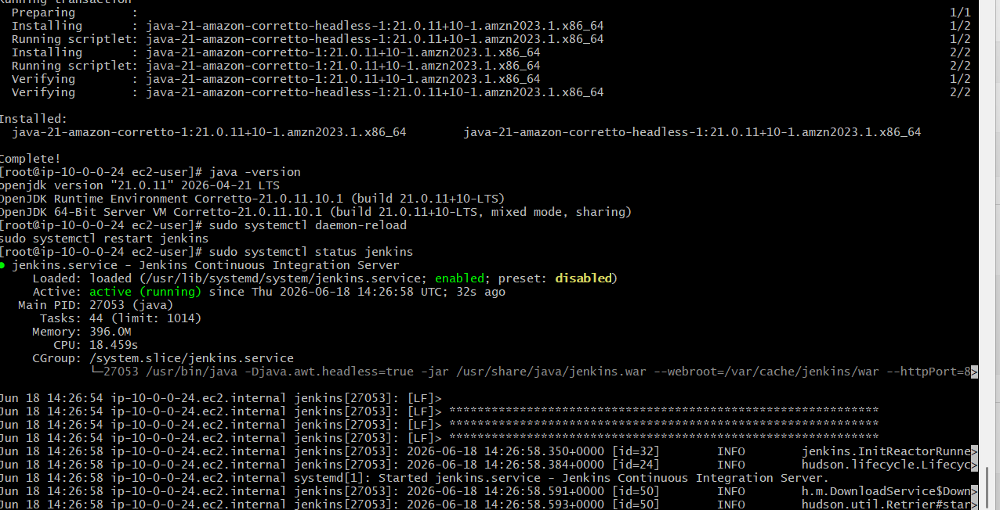 Running transaction
  Preparing        :                                                                                                                   1/1
  Installing       : java-21-amazon-corretto-headless-1:21.0.11+10-1.amzn2023.1.x86_64                                                 1/2
  Running scriptlet: java-21-amazon-corretto-headless-1:21.0.11+10-1.amzn2023.1.x86_64                                                 1/2
  Installing       : java-21-amazon-corretto-1:21.0.11+10-1.amzn2023.1.x86_64                                                          2/2
  Running scriptlet: java-21-amazon-corretto-1:21.0.11+10-1.amzn2023.1.x86_64                                                          2/2
  Verifying        : java-21-amazon-corretto-1:21.0.11+10-1.amzn2023.1.x86_64                                                          1/2
  Verifying        : java-21-amazon-corretto-headless-1:21.0.11+10-1.amzn2023.1.x86_64                                                 2/2
Installed:
  java-21-amazon-corretto-1:21.0.11+10-1.amzn2023.1.x86_64        java-21-amazon-corretto-headless-1:21.0.11+10-1.amzn2023.1.x86_64
Complete!
[root@ip-10-0-0-24 ec2-user]# java -version
openjdk version "21.0.11" 2026-04-21 LTS
OpenJDK Runtime Environment Corretto-21.0.11.10.1 (build 21.0.11+10-LTS)
OpenJDK 64-Bit Server VM Corretto-21.0.11.10.1 (build 21.0.11+10-LTS, mixed mode, sharing)
[root@ip-10-0-0-24 ec2-user]# sudo systemctl daemon-reload
sudo systemctl restart jenkins
[root@ip-10-0-0-24 ec2-user]# sudo systemctl status jenkins
● jenkins.service - Jenkins Continuous Integration Server
     Loaded: loaded (/usr/lib/systemd/system/jenkins.service; enabled; preset: disabled)
     Active: active (running) since Thu 2026-06-18 14:26:58 UTC; 32s ago
   Main PID: 27053 (java)
      Tasks: 44 (limit: 1014)
     Memory: 396.0M
        CPU: 18.459s
     CGroup: /system.slice/jenkins.service
             └─27053 /usr/bin/java -Djava.awt.headless=true -jar /usr/share/java/jenkins.war --webroot=/var/cache/jenkins/war --httpPort=8>
Jun 18 14:26:54 ip-10-0-0-24.ec2.internal jenkins[27053]: [LF]>
Jun 18 14:26:54 ip-10-0-0-24.ec2.internal jenkins[27053]: [LF]> *************************************************************
Jun 18 14:26:54 ip-10-0-0-24.ec2.internal jenkins[27053]: [LF]> *************************************************************
Jun 18 14:26:54 ip-10-0-0-24.ec2.internal jenkins[27053]: [LF]> *************************************************************
Jun 18 14:26:58 ip-10-0-0-24.ec2.internal jenkins[27053]: 2026-06-18 14:26:58.350+0000 [id=32]        INFO        jenkins.InitReactorRunne>
Jun 18 14:26:58 ip-10-0-0-24.ec2.internal jenkins[27053]: 2026-06-18 14:26:58.384+0000 [id=24]        INFO        hudson.lifecycle.Lifecyc>
Jun 18 14:26:58 ip-10-0-0-24.ec2.internal systemd[1]: Started jenkins.service - Jenkins Continuous Integration Server.
Jun 18 14:26:58 ip-10-0-0-24.ec2.internal jenkins[27053]: 2026-06-18 14:26:58.591+0000 [id=50]        INFO        h.m.DownloadService$Down>
Jun 18 14:26:58 ip-10-0-0-24.ec2.internal jenkins[27053]: 2026-06-18 14:26:58.593+0000 [id=50]        INFO        hudson.util.Retrier#star>